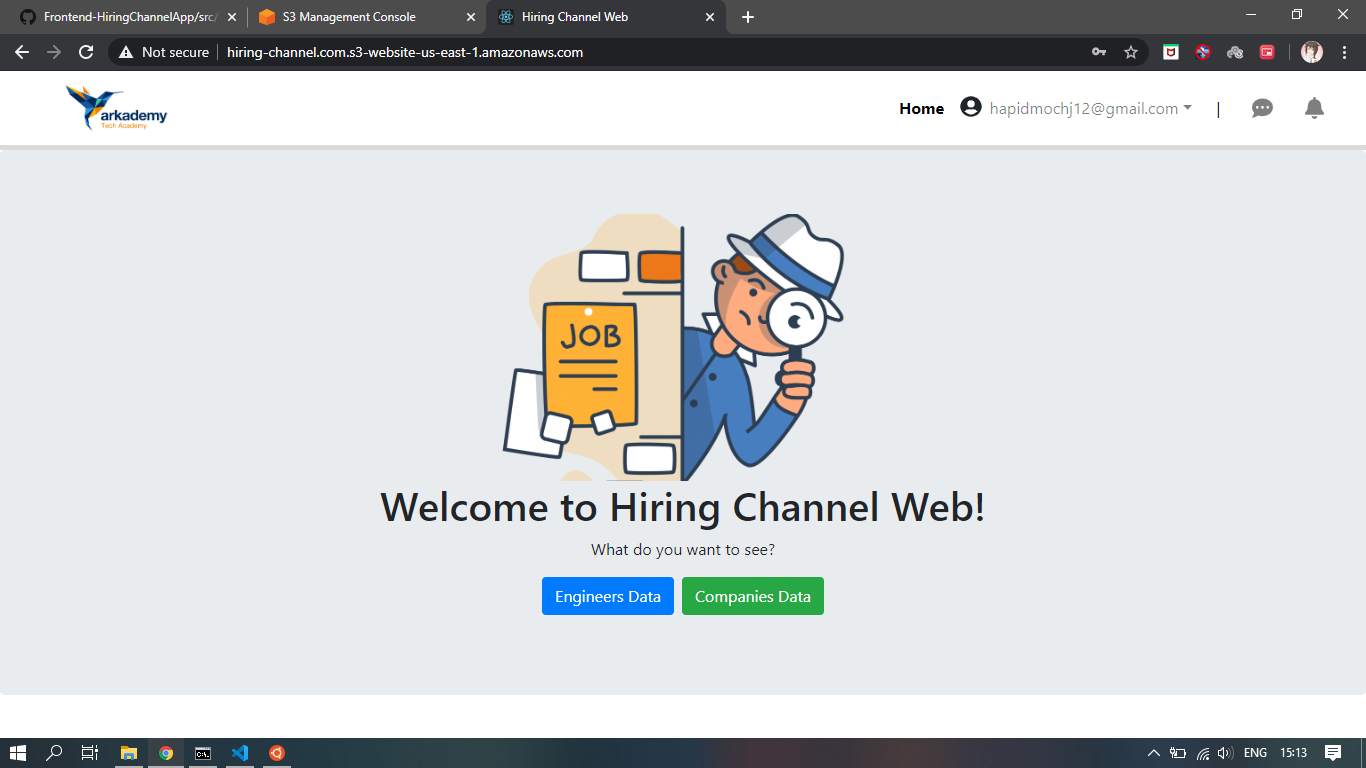 Frontend-HiringChannelApp/src/
S3 Management Console
Hiring Channel Web
Not secure
hiring-channel.com.s3-website-us-east-1.amazonaws.com
arkademy
Tech Academy
Home
hapidmochj12@gmail.com
JOB
Welcome to Hiring Channel Web!
What do you want to see?
Engineers Data
Companies Data
ENG
15:13